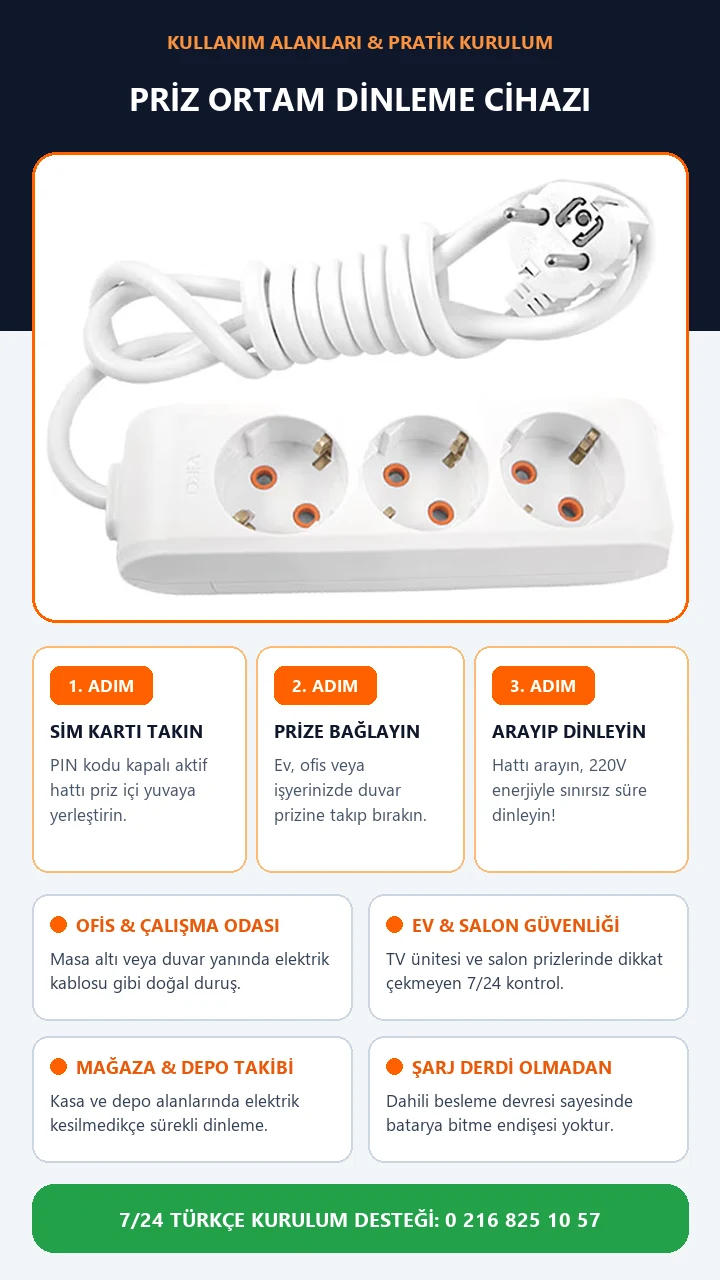 KULLANIM ALANLARI & PRATİK KURULUM
PRİZ ORTAM DİNLEME CİHAZI
1. ADIM
SİM KARTI TAKIN
PIN kodu kapalı aktif
hattı priz içi yuvaya
yerleştirin.
2. ADIM
PRİZE BAĞLAYIN
Ev, ofis veya
işyerinizde duvar
prizine takıp bırakın.
3. ADIM
ARAYIP DİNLEYİN
Hattı arayın, 220V
enerjiyle sınırsız süre
dinleyin!
OFİS & ÇALIŞMA ODASI
Masa altı veya duvar yanında elektrik
kablosu gibi doğal duruş.
EV & SALON GÜVENLİĞİ
TV ünitesi ve salon prizlerinde dikkat
çekmeyen 7/24 kontrol.
MAĞAZA & DEPO TAKİBİ
Kasa ve depo alanlarında elektrik
kesilmedikçe sürekli dinleme.
ŞARJ DERDİ OLMADAN
Dahili besleme devresi sayesinde
batarya bitme endişesi yoktur.
7/24 TÜRKÇE KURULUM DESTEĞİ: 0 216 825 10 57